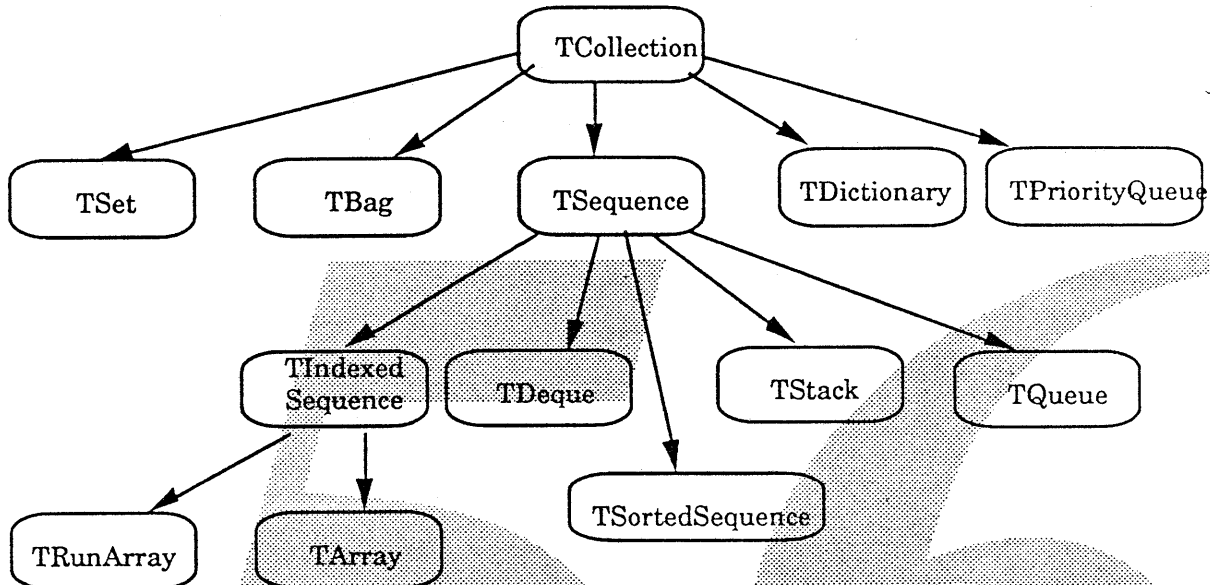 TCollection
TSet
TBag
TSequence
TDictionary
TPriorityQueue
TIndexed
Sequence
TDeque
TStack
TQueue
TSortedSequence
TRunArray
TArray